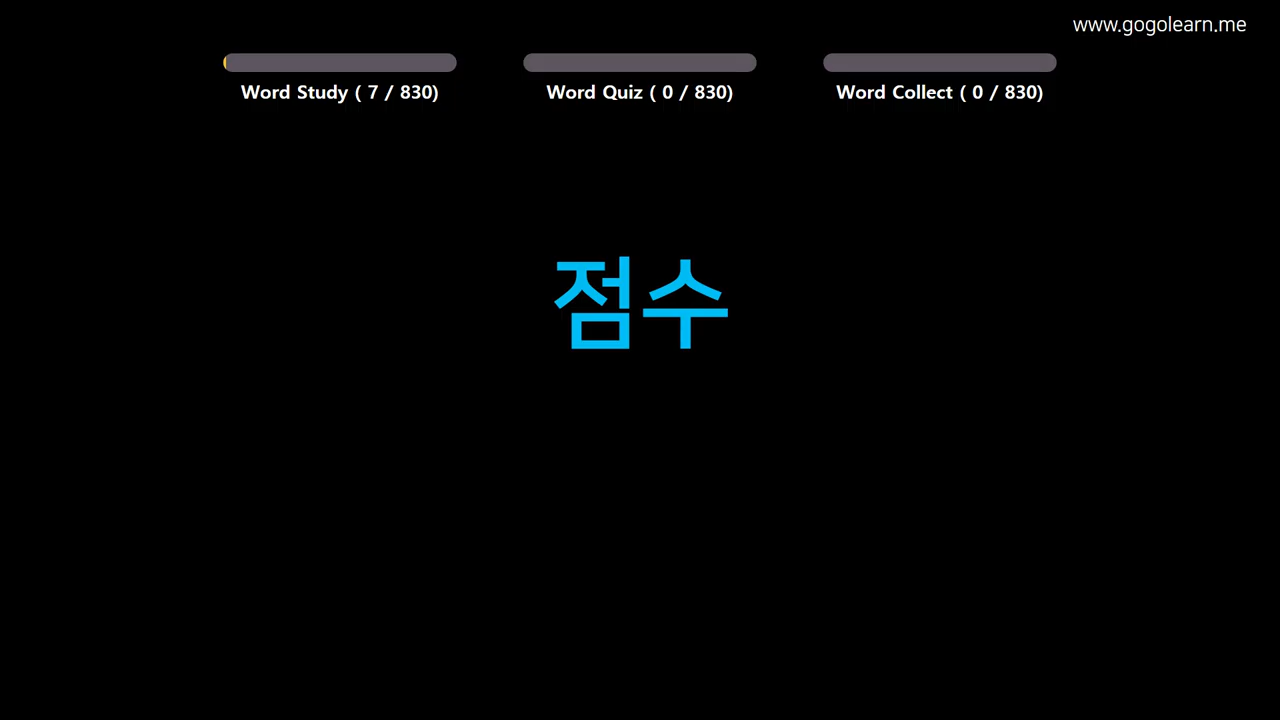 www.gogolearn.me
Word Study ( 7 / 830)
Word Quiz ( 0 / 830)
Word Collect ( 0 / 830)
점수